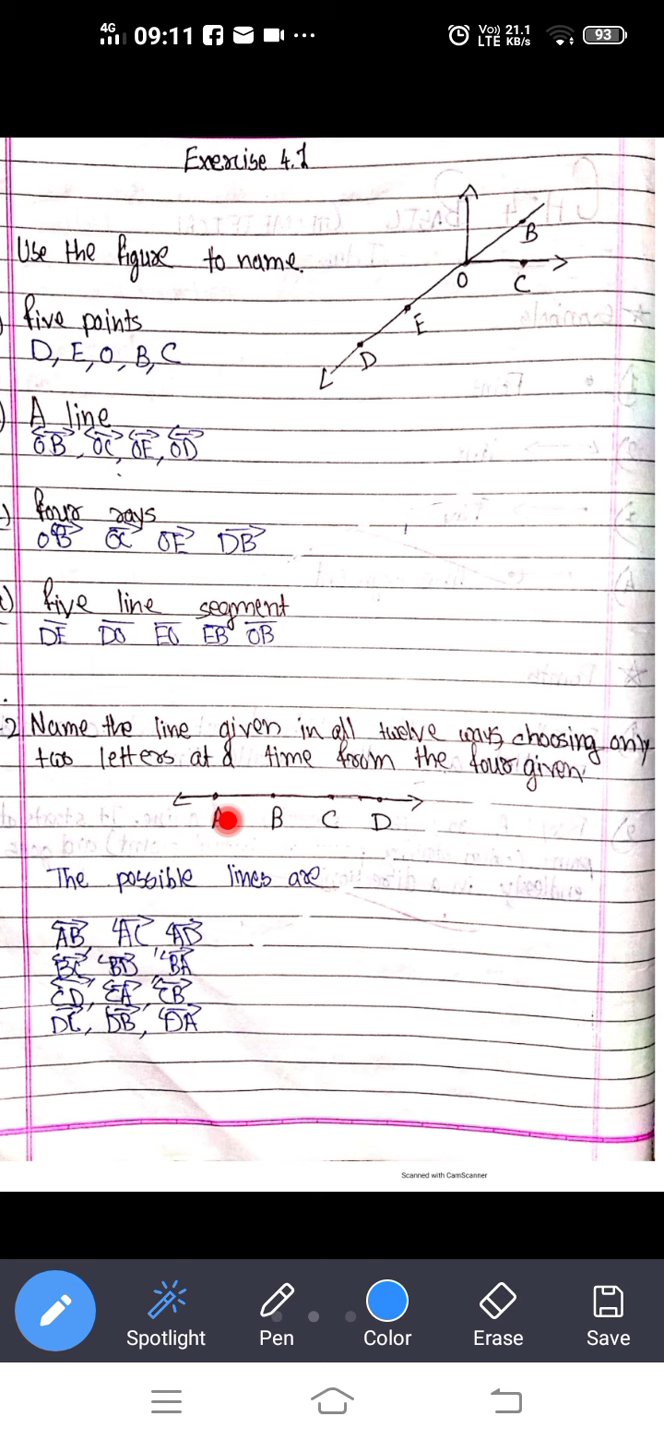 4G 09:11 Vo)) LTE 21.1 KB/s 93
Exercise 4.1
B
Use the figure to name.
O C
five points
E
D, E, O, B, C
D
A line
OB, OC, OE, OD
four rays
OB OC OE DB
five line segment
DE DO EO EB OB
2 Name the line given in all twelve ways, choosing only
two letters at a time from the four given.
A B C D
The possible lines are
AB, AC AD
BC BD BA
CD, CA, CB
DC, DB, DA
Scanned with CamScanner
Spotlight Pen Color Erase Save